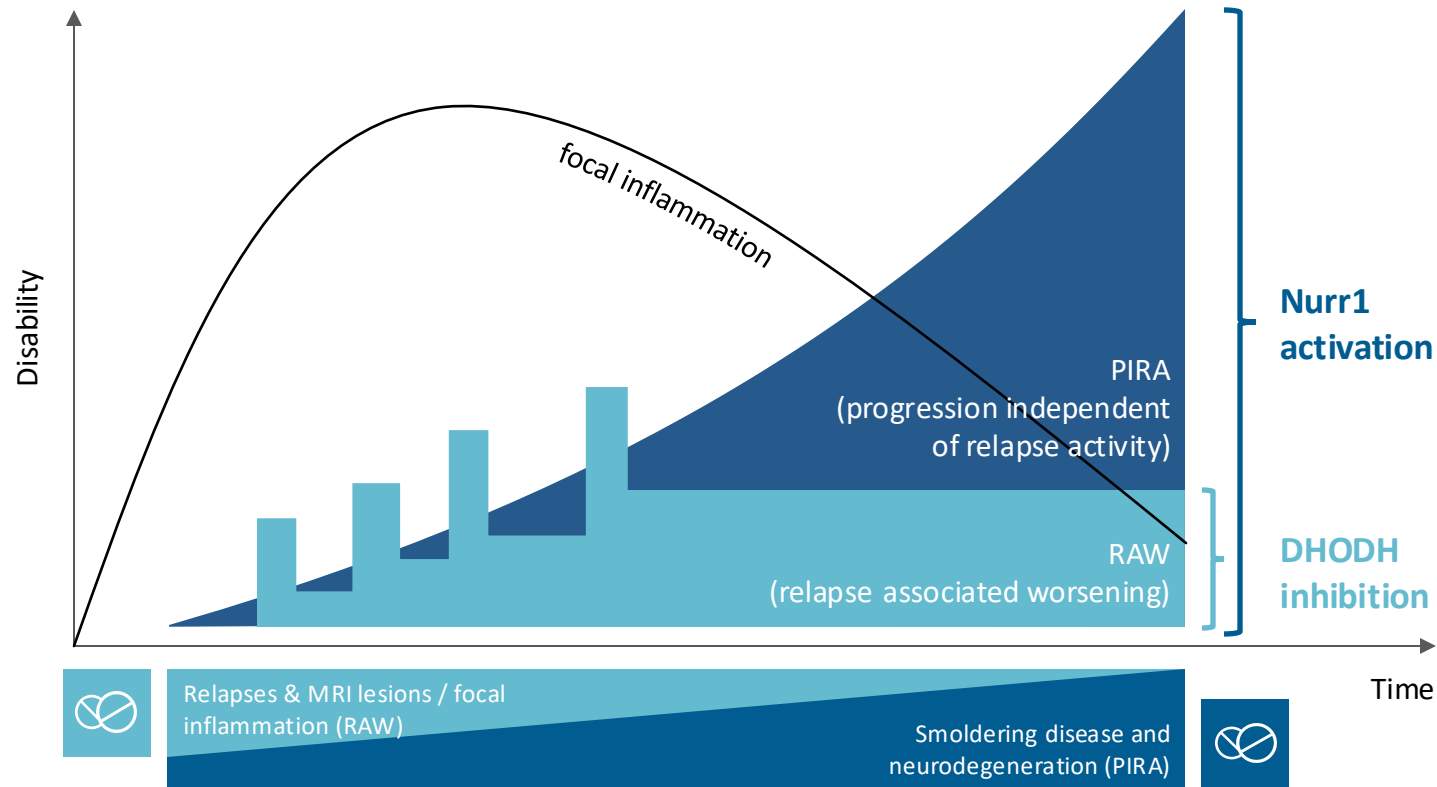 Disability
focal inflammation
PIRA
(progression independent
of relapse activity)
Nurr1
activation
RAW
(relapse associated worsening)
DHODH
inhibition
Time
Relapses & MRI lesions / focal
inflammation (RAW)
Smoldering disease and
neurodegeneration (PIRA)